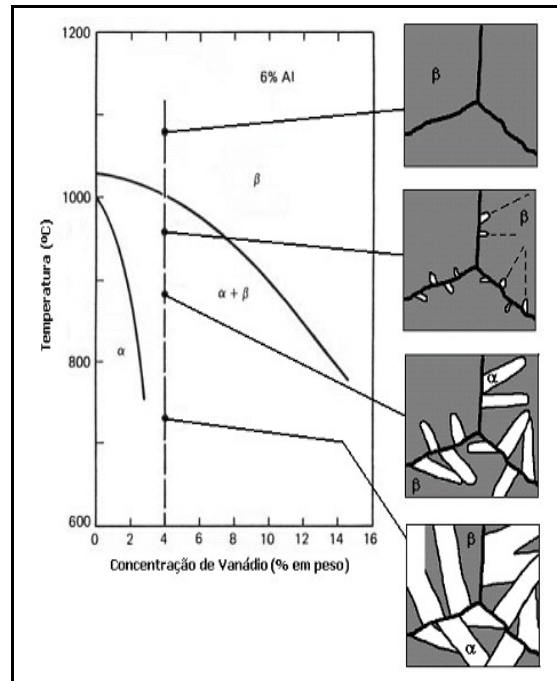 1200
6% Al
β
β
1000
β
α + β
α
800
α
β
600
0 2 4 6 8 10 12 14 16
Concentração de Vanádio (% em peso)
Temperatura (ºC)
β
α